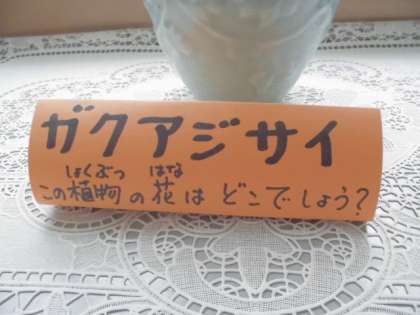 ガクアジサイ
しょくぶつ はな
この植物の花は どこでしょう?